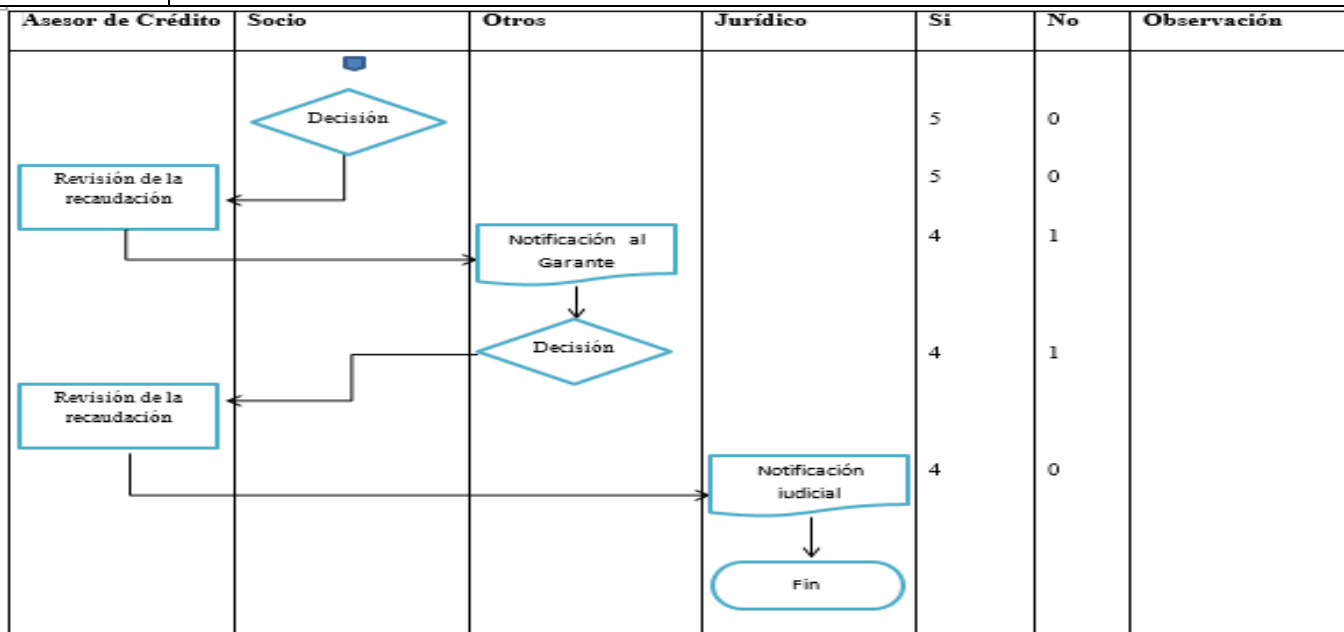 Asesor de Crédito Socio Otros Jurídico Si No Observación
Decisión 5 0
Revisión de la 5 0
recaudación
Notificación al 4 1
Garante
Decisión 4 1
Revisión de la
recaudación
Notificación 4 0
iudicial
Fin